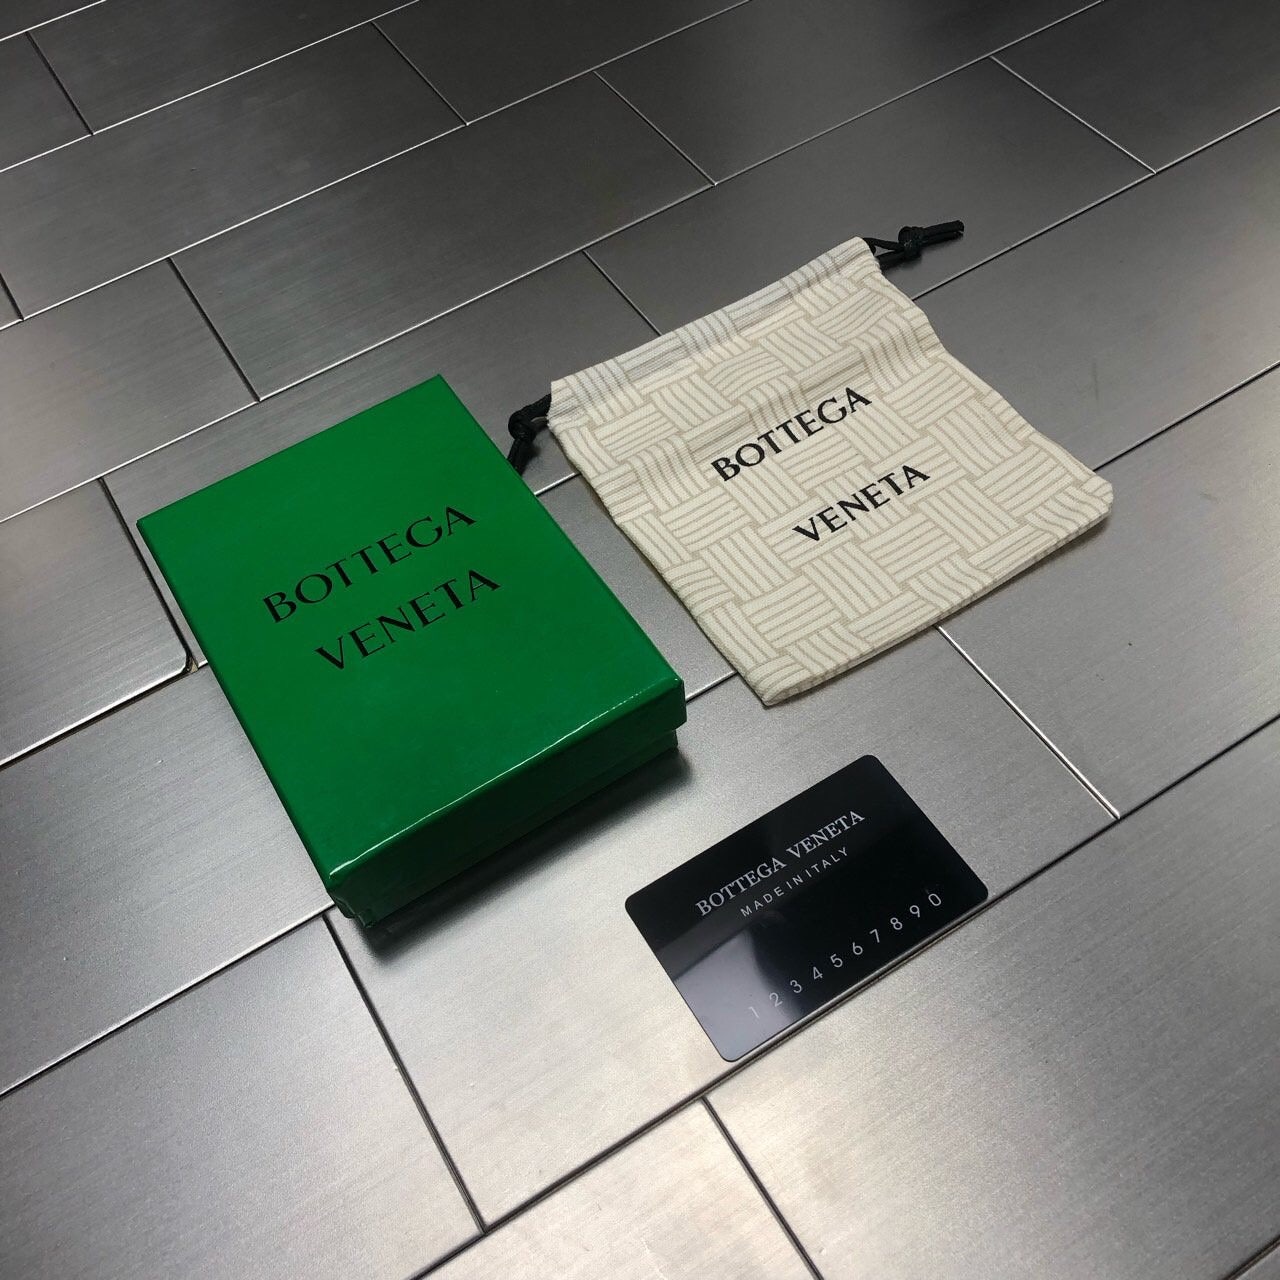 BOTTEGA
VENETA
BOTTEGA
VENETA
BOTTEGA VENETA
MADE IN ITALY
1 2 3 4 5 6 7 8 9 0